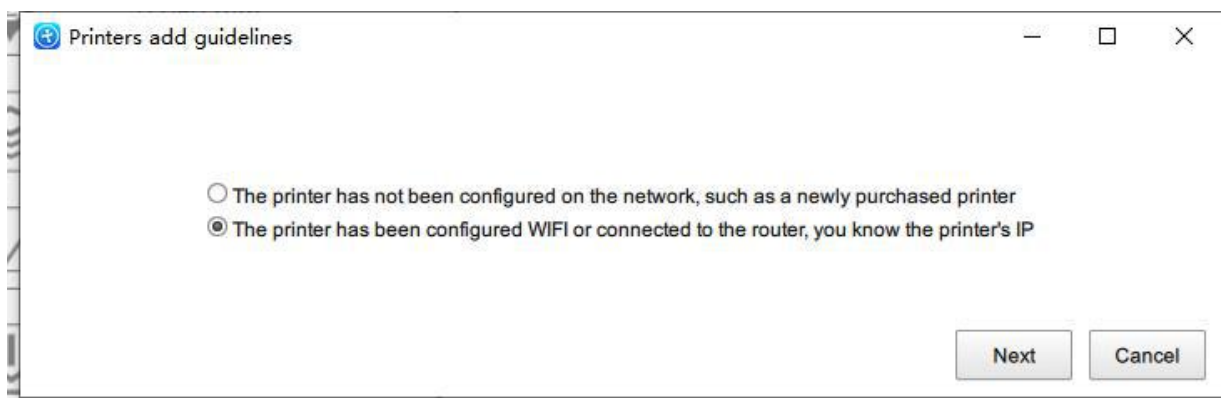 Printers add guidelines
The printer has not been configured on the network, such as a newly purchased printer
The printer has been configured WIFI or connected to the router, you know the printer's IP
Next Cancel